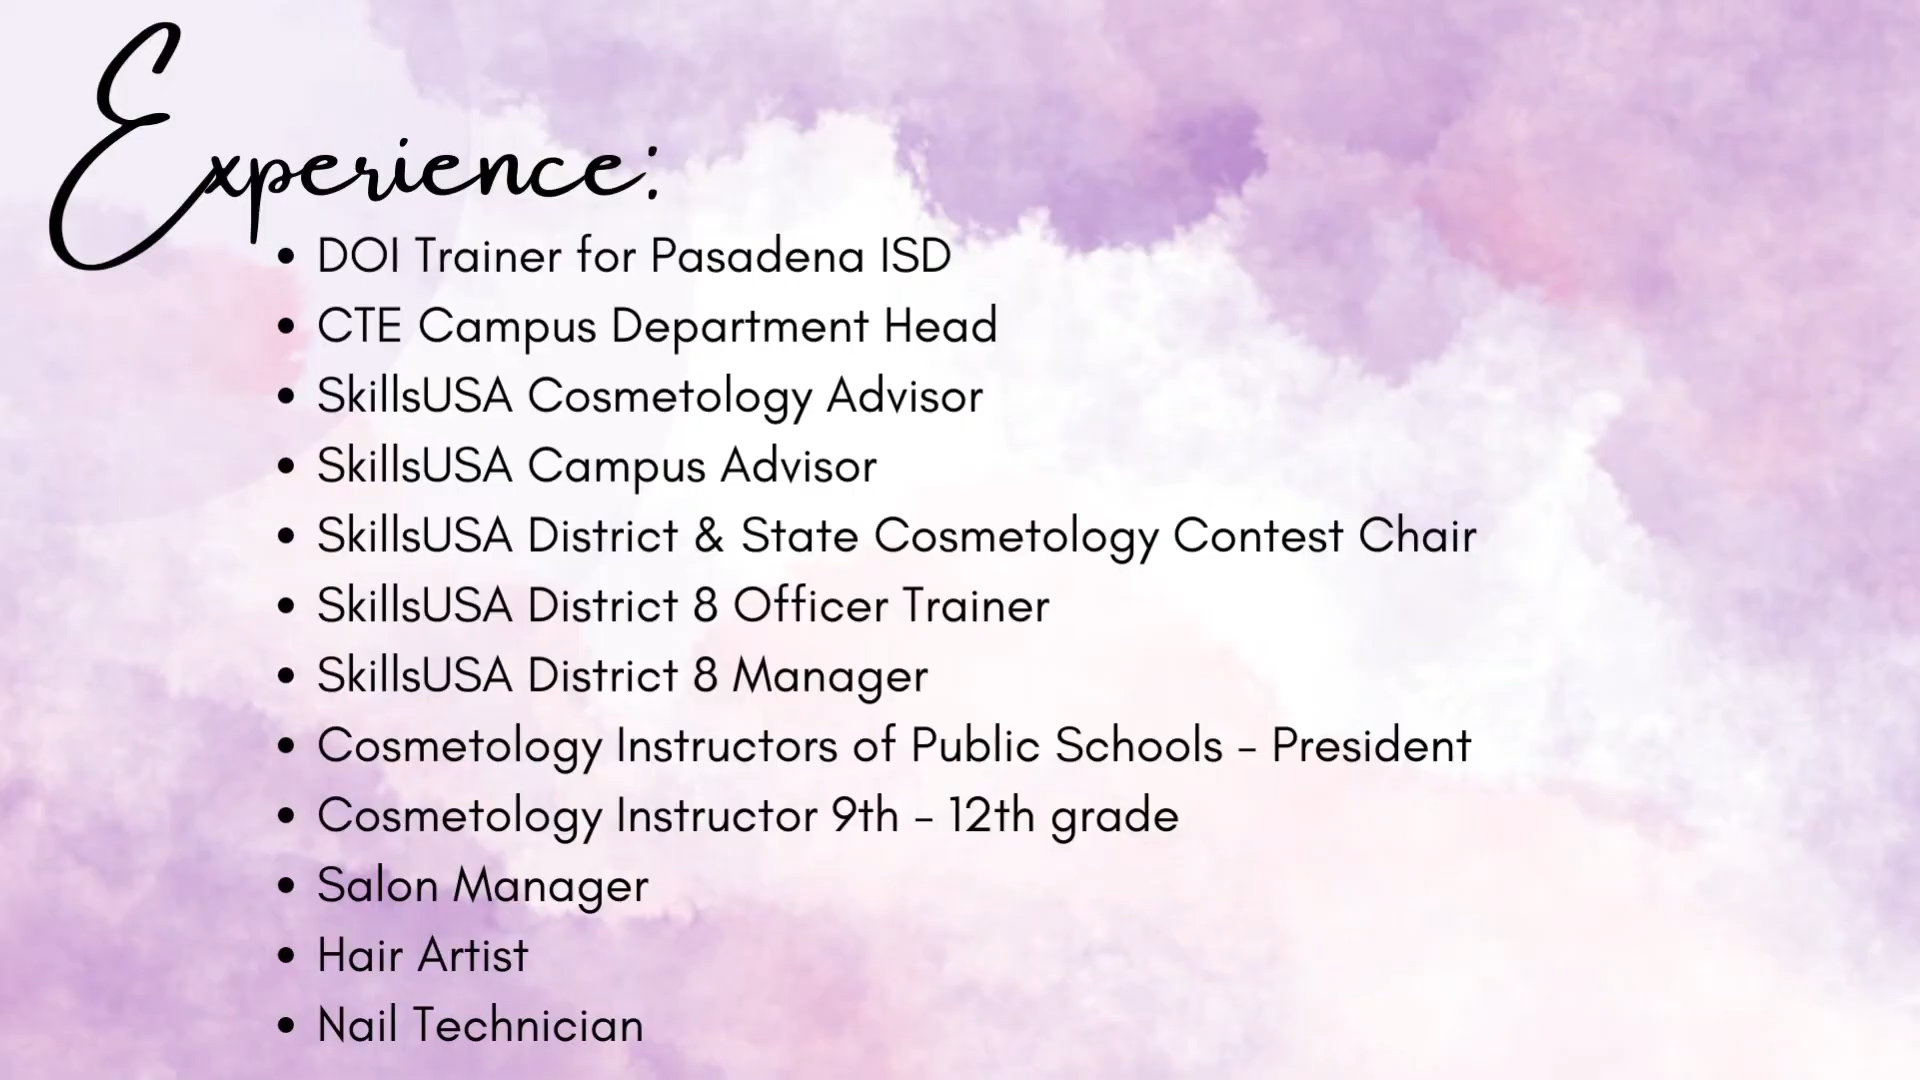 Experience:
• DOI Trainer for Pasadena ISD
• CTE Campus Department Head
• SkillsUSA Cosmetology Advisor
• SkillsUSA Campus Advisor
• SkillsUSA District & State Cosmetology Contest Chair
• SkillsUSA District 8 Officer Trainer
• SkillsUSA District 8 Manager
• Cosmetology Instructors of Public Schools - President
• Cosmetology Instructor 9th - 12th grade
• Salon Manager
• Hair Artist
• Nail Technician